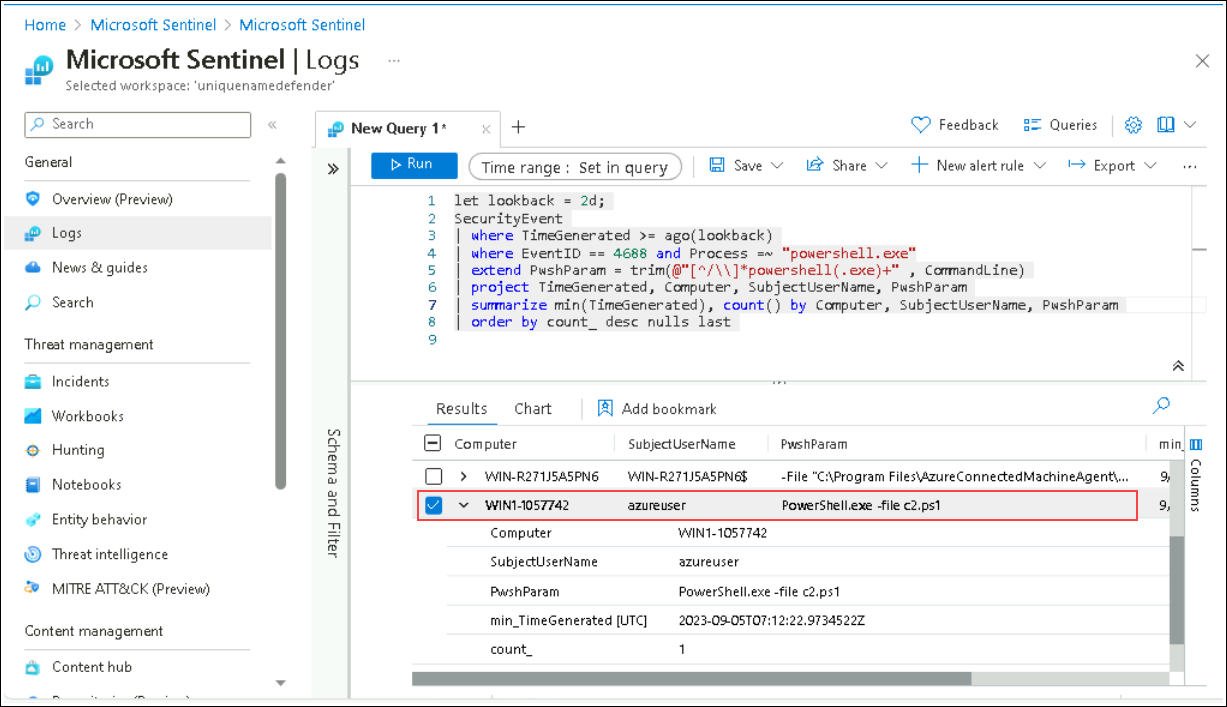 Home > Microsoft Sentinel > Microsoft Sentinel
Microsoft Sentinel | Logs ...
Selected workspace: 'uniquenamedefender'
Search
«
General
Overview (Preview)
Logs
News & guides
Search
Threat management
Incidents
Workbooks
Hunting
Notebooks
Entity behavior
Threat intelligence
MITRE ATT&CK (Preview)
Content management
Content hub
New Query 1*
Feedback
Queries
Run
Time range : Set in query
Save
Share
New alert rule
Export
...
1 let lookback = 2d;
2 SecurityEvent
3 | where TimeGenerated >= ago(lookback)
4 | where EventID == 4688 and Process =~ "powershell.exe"
5 | extend PwshParam = trim(@"[^/\\]*powershell(.exe)+" , CommandLine)
6 | project TimeGenerated, Computer, SubjectUserName, PwshParam
7 | summarize min(TimeGenerated), count() by Computer, SubjectUserName, PwshParam
8 | order by count_ desc nulls last
9
Schema and Filter
Results
Chart
Add bookmark
Computer SubjectUserName PwshParam min_
WIN-R271J5A5PN6 WIN-R271J5A5PN6$ -File "C:\Program Files\AzureConnectedMachineAgent\... 9/
WIN1-1057742 azureuser PowerShell.exe -file c2.ps1 9/
Computer WIN1-1057742
SubjectUserName azureuser
PwshParam PowerShell.exe -file c2.ps1
min_TimeGenerated [UTC] 2023-09-05T07:12:22.9734522Z
count_ 1
Columns